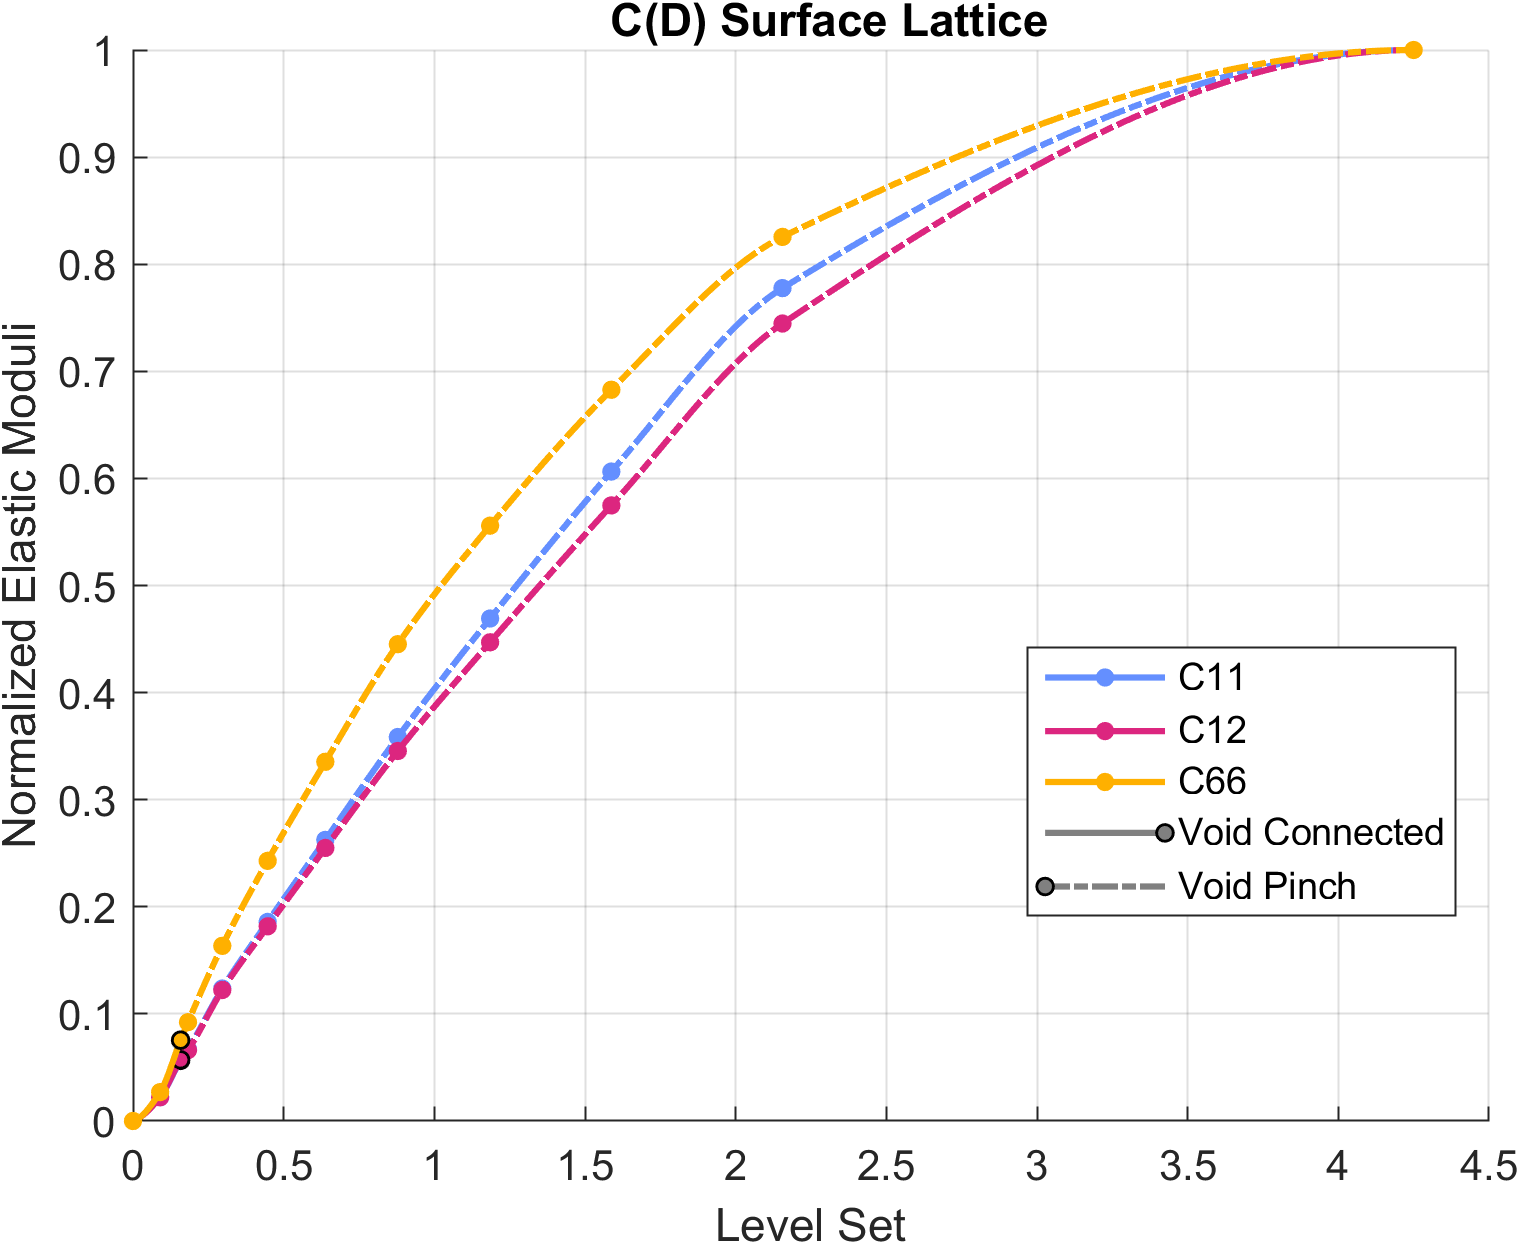 C(D) Surface Lattice
Normalized Elastic Moduli
1
0.9
0.8
0.7
0.6
0.5
0.4
0.3
0.2
0.1
0
C11
C12
C66
Void Connected
Void Pinch
0 0.5 1 1.5 2 2.5 3 3.5 4 4.5
Level Set